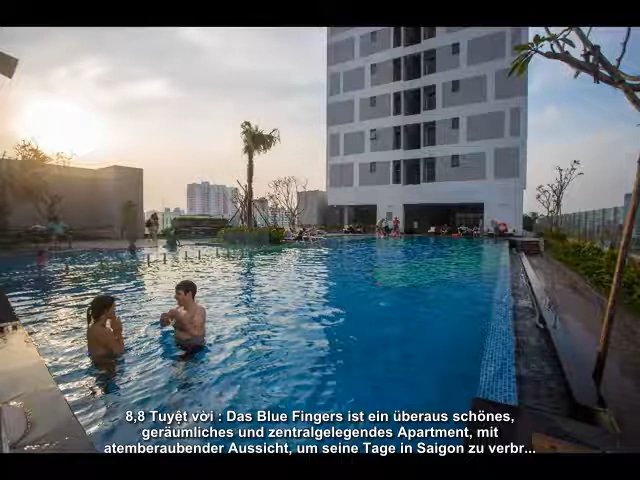 8,8 Tuyệt vời : Das Blue Fingers ist ein überaus schönes,
geräumliches und zentralgelegendes Apartment, mit
atemberaubender Aussicht, um seine Tage in Saigon zu verbr...